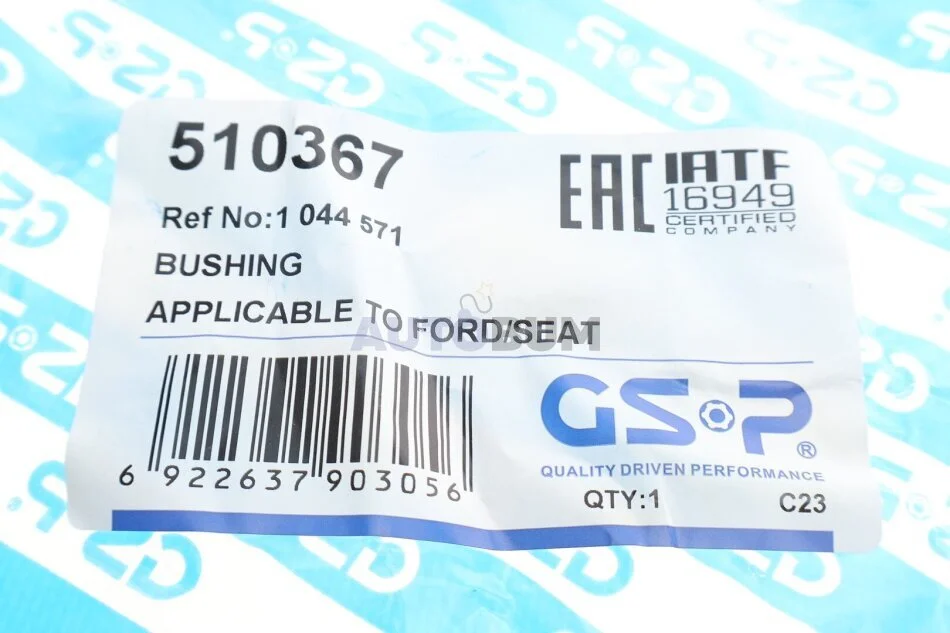 510367
Ref No:1 044 571
BUSHING
APPLICABLE TO FORD/SEAT
EAC
IATF
16949
CERTIFIED
COMPANY
AUTODUM
6 922637 903056
GSP®
QUALITY DRIVEN PERFORMANCE
QTY:1
C23